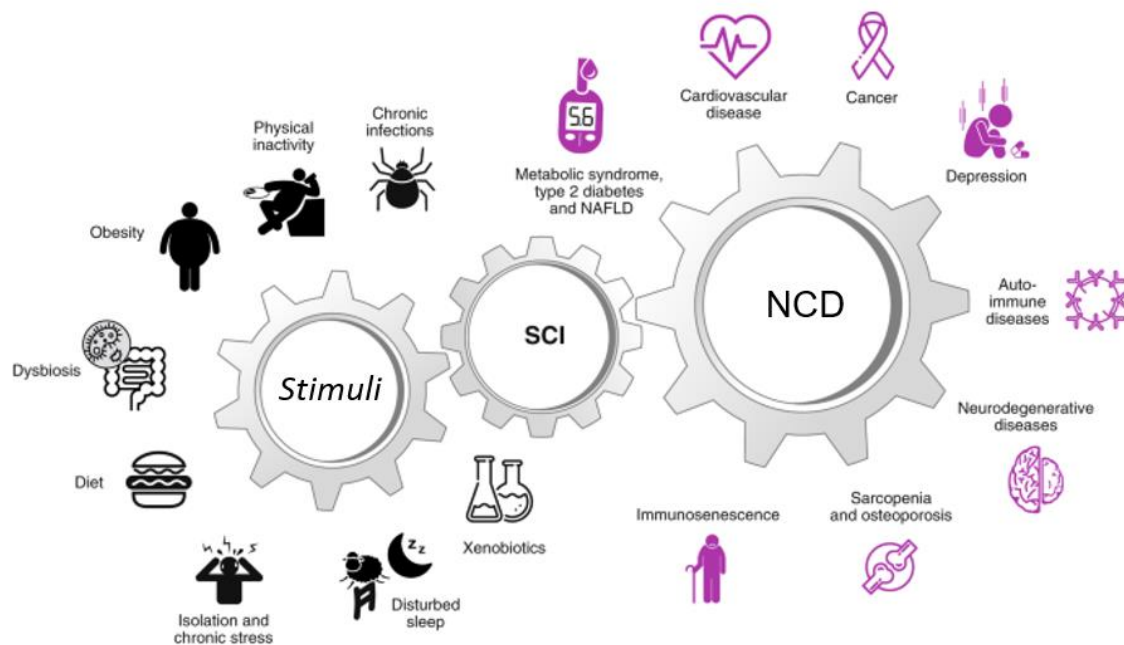 Chronic
infections
Physical
inactivity
Obesity
Dysbiosis
Diet
Isolation and
chronic stress
z z
Disturbed
sleep
Xenobiotics
Stimuli
SCI
NCD
5.6
Metabolic syndrome,
type 2 diabetes
and NAFLD
Cardiovascular
disease
Cancer
Depression
Auto-
immune
diseases
Neurodegenerative
diseases
Sarcopenia
and osteoporosis
Immunosenescence